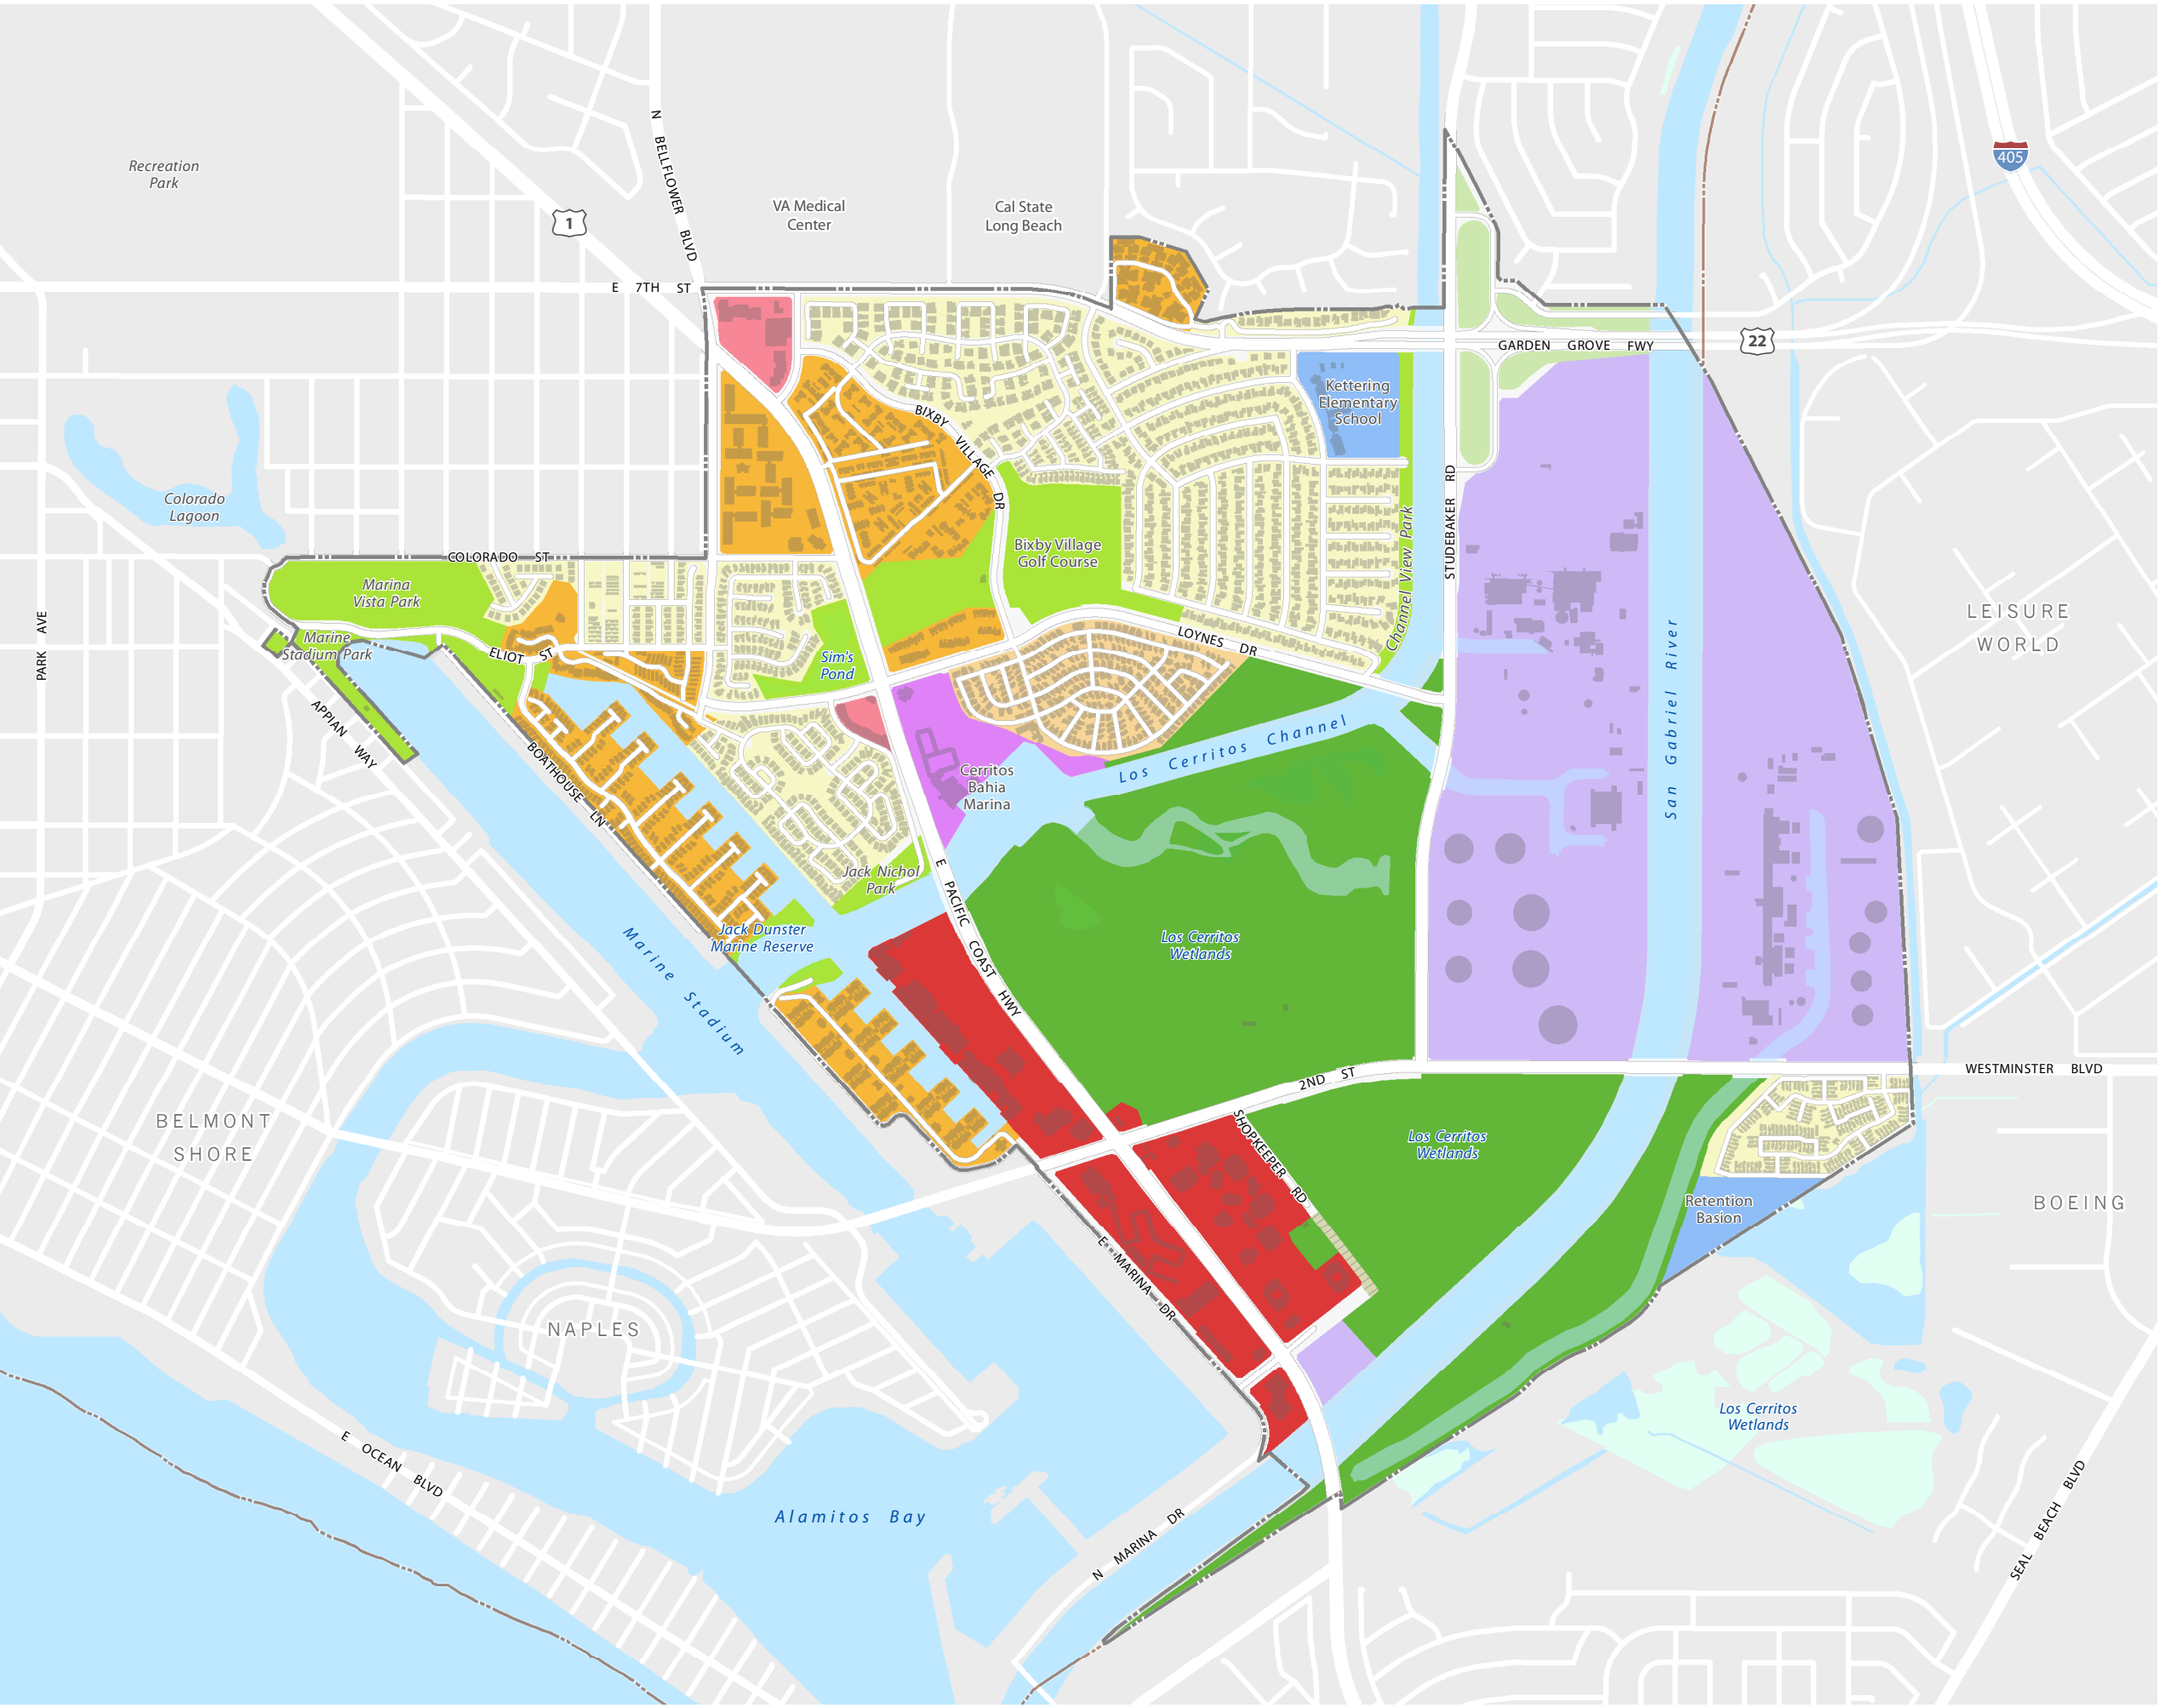 Recreation
Park
N BELLFLOWER BLVD
1
VA Medical
Center
Cal State
Long Beach
405
E 7TH ST
GARDEN GROVE FWY
22
Kettering
Elementary
School
BIXBY VILLAGE DR
STUDEBAKER RD
Colorado
Lagoon
COLORADO ST
Bixby Village
Golf Course
Channel View Park
Marina
Vista Park
PARK AVE
Marine
Stadium Park
ELIOT ST
Sim's
Pond
LOYNES DR
LEISURE
WORLD
San Gabriel River
APPIAN WAY
BOATHOUSE LN
Los Cerritos Channel
Cerritos
Bahia
Marina
Jack Nichol
Park
E PACIFIC COAST HWY
Jack Dunster
Marine Reserve
Marine Stadium
Los Cerritos
Wetlands
2ND ST
WESTMINSTER BLVD
BELMONT
SHORE
SHOPKEEPER RD
Los Cerritos
Wetlands
Retention
Basion
BOEING
E MARINA DR
NAPLES
Los Cerritos
Wetlands
E OCEAN BLVD
Alamitos Bay
N MARINA DR
SEAL BEACH BLVD